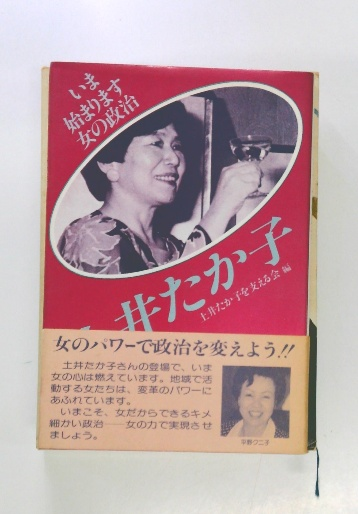 いま
始まります
女の政治
土井たか子
土井たか子を支える会 編
女のパワーで政治を変えよう!!
土井たか子さんの登場で、いま
女の心は燃えています。地域で活
動する女たちは、変革のパワーに
あふれています。
いまこそ、女だからできるキメ
細かい政治——女の力で実現させ
ましょう。